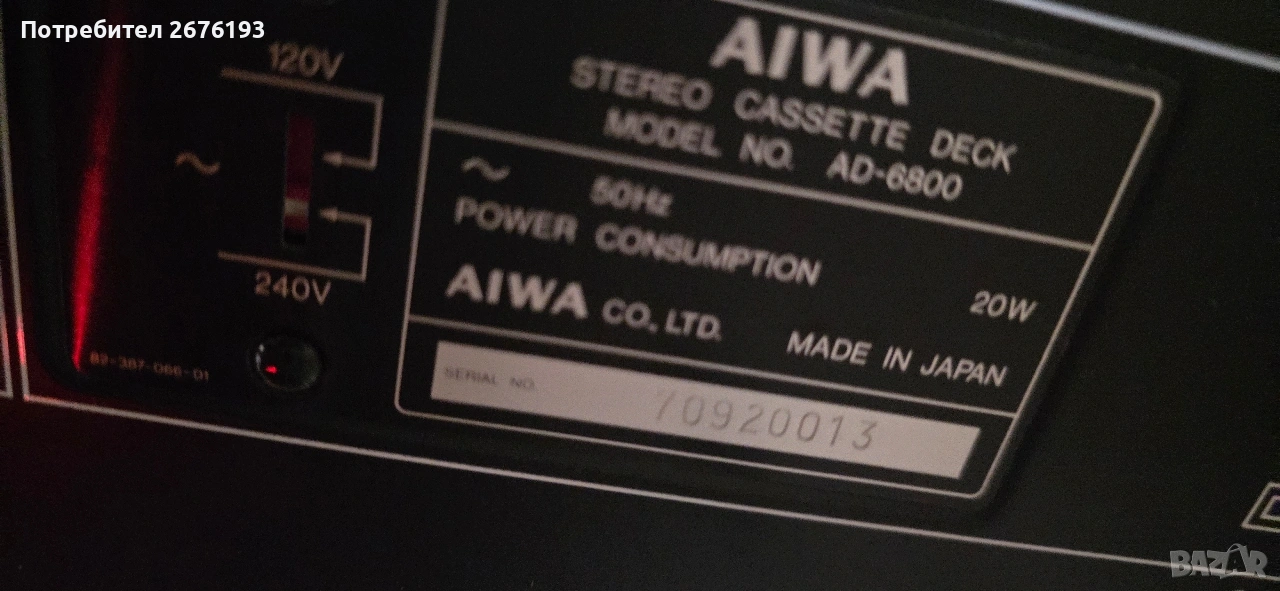 Потребител 2676193
120V
~
240V
82-387-066-01
AIWA
STEREO CASSETTE DECK
MODEL NO. AD-6800
~ 50Hz
POWER CONSUMPTION 20W
AIWA CO., LTD. MADE IN JAPAN
SERIAL NO. 70920013
BAZAR